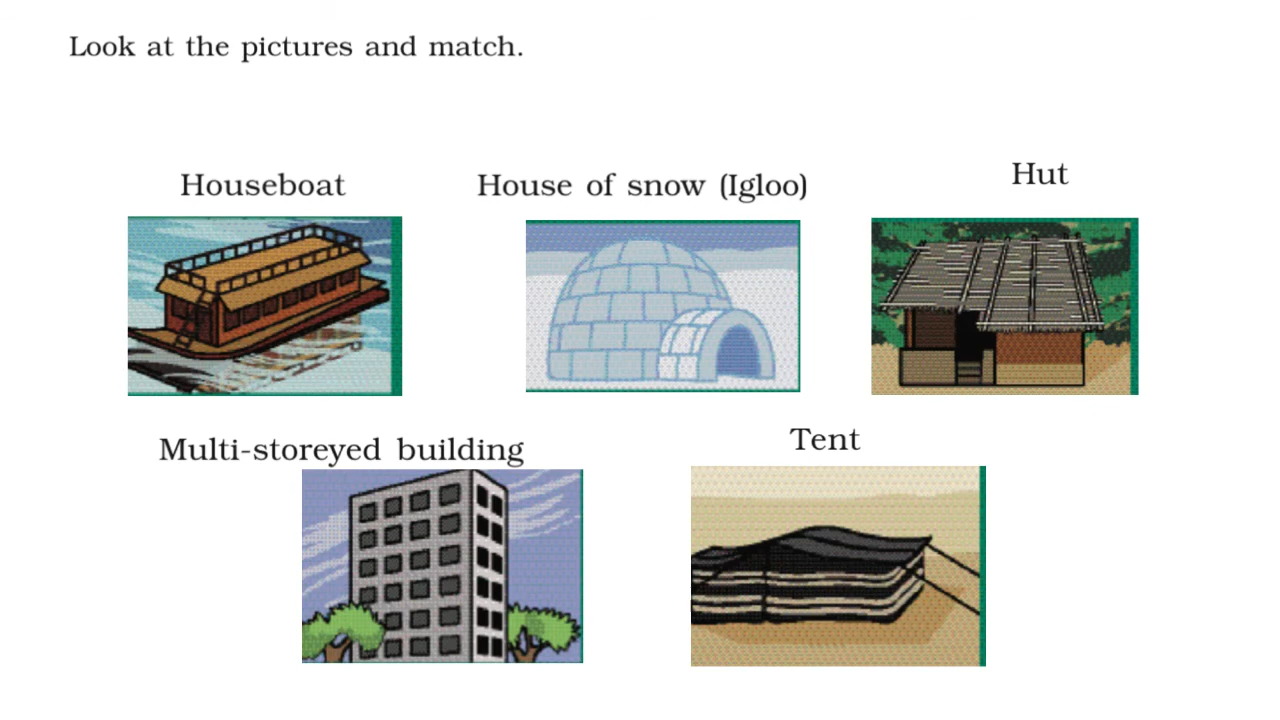 Look at the pictures and match.
Houseboat
House of snow (Igloo)
Hut
Multi-storeyed building
Tent